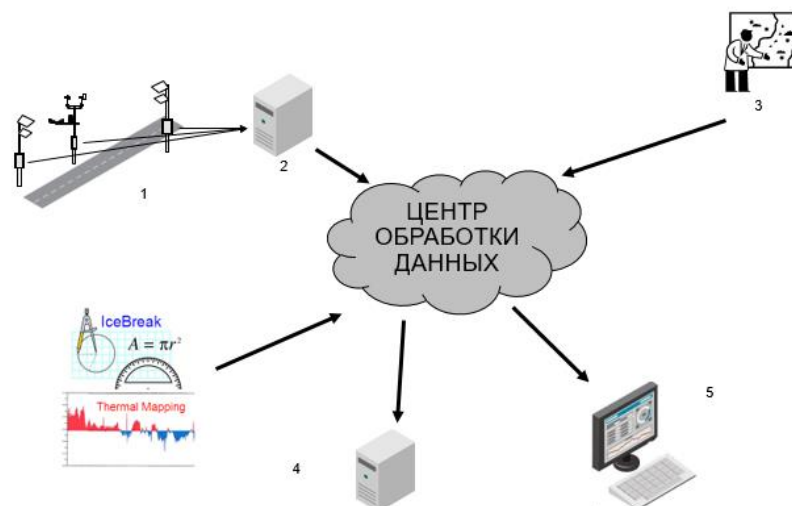 3
2
1
ЦЕНТР
ОБРАБОТКИ
ДАННЫХ
IceBreak
A = πr²
Thermal Mapping
5
4